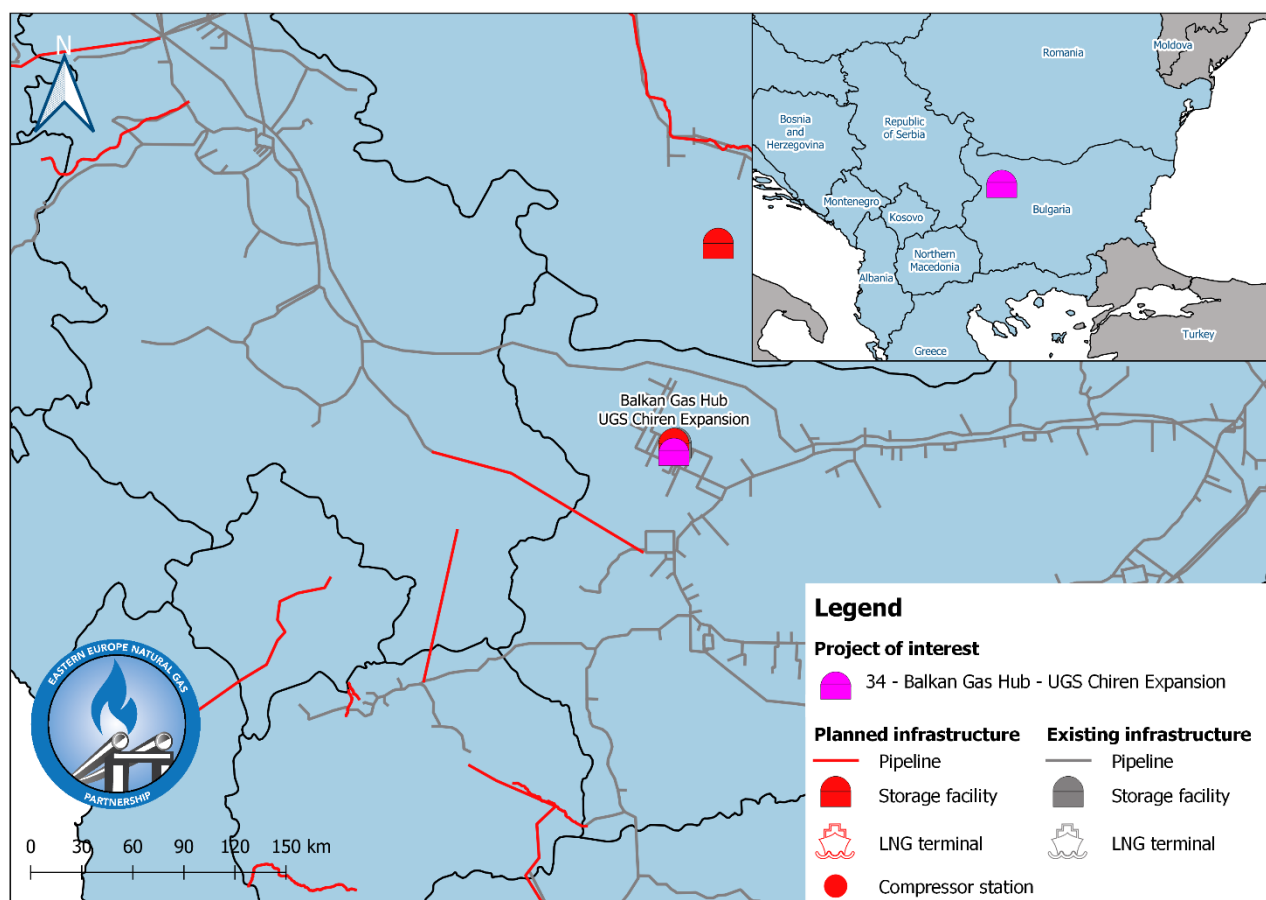 N
Romania
Moldova
Bosnia
and
Herzegovina
Republic
of Serbia
Montenegro
Kosovo
Bulgaria
Northern
Macedonia
Albania
Greece
Turkey
Balkan Gas Hub
UGS Chiren Expansion
EASTERN EUROPE NATURAL GAS
PARTNERSHIP
0 30 60 90 120 150 km
Legend
Project of interest
34 - Balkan Gas Hub - UGS Chiren Expansion
Planned infrastructure
Pipeline
Storage facility
LNG terminal
Compressor station
Existing infrastructure
Pipeline
Storage facility
LNG terminal